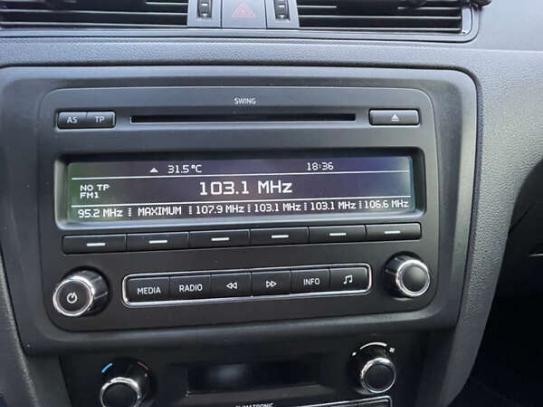 SWING
AS TP
31.5°C 18:36
NO TP
103.1 MHz
FM1
95.2 MHz MAXIMUM 107.9 MHz 103.1 MHz 103.1 MHz 106.6 MHz
MEDIA RADIO INFO
CLIMATRONIC